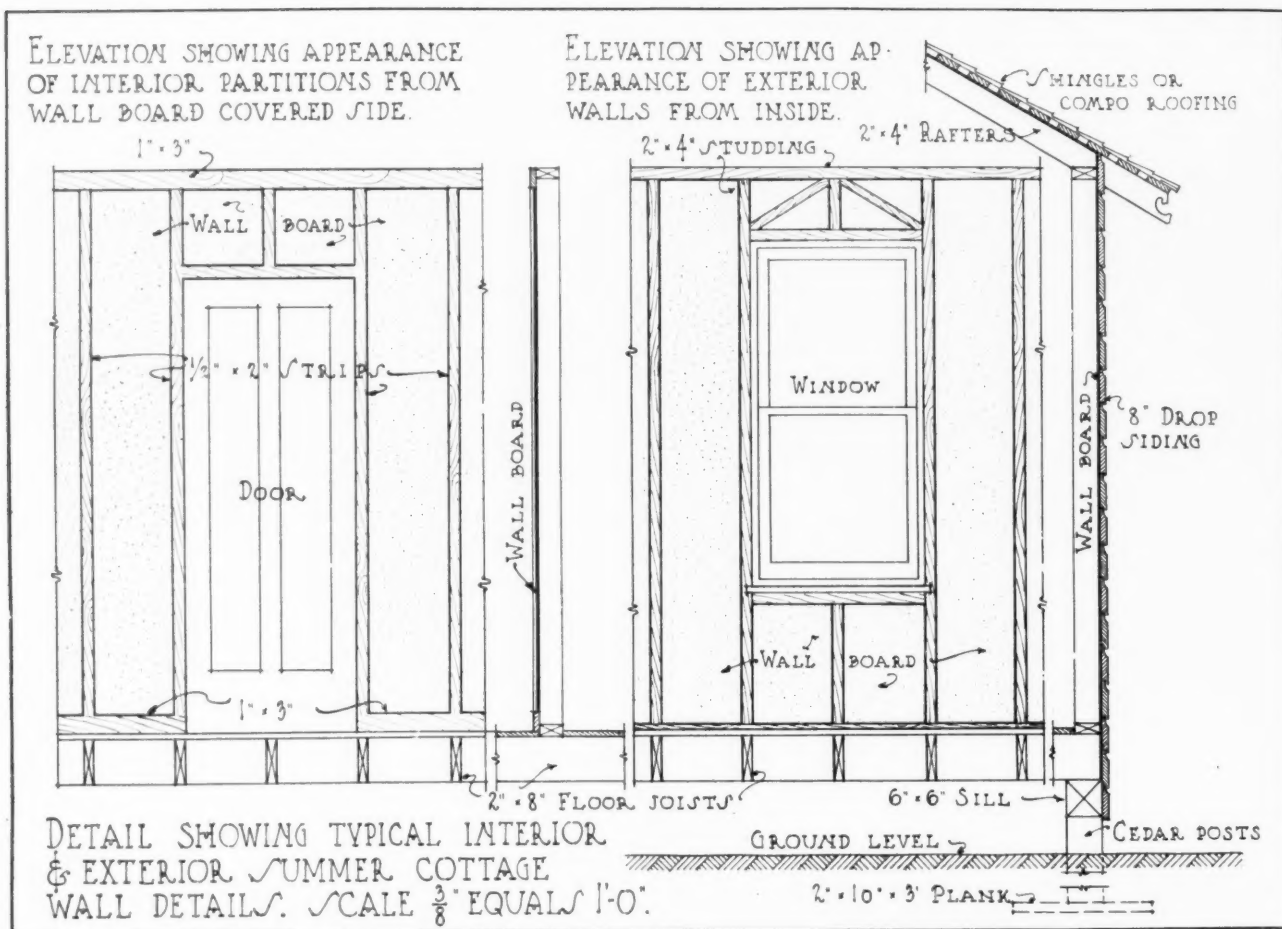 ELEVATION SHOWING APPEARANCE
OF INTERIOR PARTITIONS FROM
WALL BOARD COVERED SIDE.
ELEVATION SHOWING AP-
PEARANCE OF EXTERIOR
WALLS FROM INSIDE.
SHINGLES OR
COMPO ROOFING
1" × 3"
2" × 4" STUDDING
2" × 4" RAFTERS
WALL BOARD
½" × 2" STRIPS
DOOR
WALL BOARD
WINDOW
WALL BOARD
8" DROP
SIDING
WALL BOARD
1" × 3"
2" × 8" FLOOR JOISTS
6" × 6" SILL
CEDAR POSTS
GROUND LEVEL
2" × 10" × 3' PLANK
DETAIL SHOWING TYPICAL INTERIOR
& EXTERIOR SUMMER COTTAGE
WALL DETAILS. SCALE 3/8" EQUALS 1'-0".